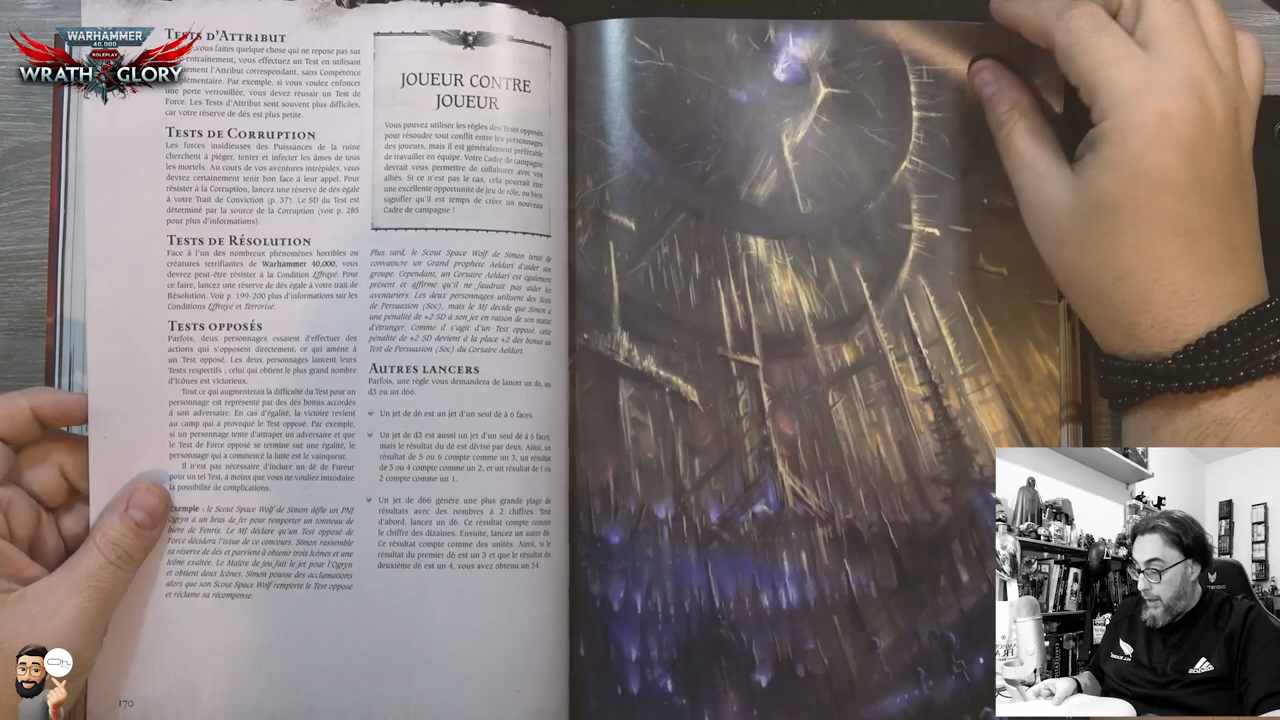 WARHAMMER
40,000
ROLEPLAY
WRATH & GLORY
TESTS D'ATTRIBUT
vous faites quelque chose qui ne repose pas sur
entraînement, vous effectuez un Test en utilisant
l'Attribut correspondant, sans Compétence
Par exemple, si vous voulez enfoncer
une porte verrouillée, vous devez réussir un Test de
Force. Les Tests d'Attribut sont souvent plus difficiles,
car votre réserve de dés est plus petite.
TESTS DE CORRUPTION
Les forces insidieuses des Puissances de la ruine
cherchent à piéger, tenter et infecter les âmes de tous
les mortels. Au cours de vos aventures intrépides, vous
devrez certainement tenir bon face à leur appel. Pour
résister à la Corruption, lancez une réserve de dés égale
à votre Trait de Conviction (p. 37). Le SD du Test est
déterminé par la source de la Corruption (voir p. 285
pour plus d'informations).
TESTS DE RÉSOLUTION
Face à l'un des nombreux phénomènes horribles ou
créatures terrifiantes de Warhammer 40,000, vous
devrez peut-être résister à la Condition Effrayé. Pour
ce faire, lancez une réserve de dés égale à votre trait de
Résolution. Voir p. 199-200 plus d'informations sur les
Conditions Effrayé et Terrorisé.
TESTS OPPOSÉS
Parfois, deux personnages essaient d'effectuer des
actions qui s'opposent directement, ce qui amène à
un Test opposé. Les deux personnages lancent leurs
Tests respectifs ; celui qui obtient le plus grand nombre
d'Icônes est victorieux.
Tout ce qui augmenterait la difficulté du Test pour un
personnage est représenté par des dés bonus accordés
à son adversaire. En cas d'égalité, la victoire revient
au camp qui a provoqué le Test opposé. Par exemple,
si un personnage tente d'attraper un adversaire et que
le Test de Force opposé se termine sur une égalité, le
personnage qui a commencé la lutte est le vainqueur.
Il n'est pas nécessaire d'inclure un dé de Fureur
pour un tel Test, à moins que vous ne vouliez introduire
la possibilité de complications.
Exemple : le Scout Space Wolf de Simon défie un PNJ
Ogryn à un bras de fer pour remporter un tonneau de
bière de Fenris. Le MJ déclare qu'un Test opposé de
Force décidera l'issue de ce concours. Simon rassemble
sa réserve de dés et parvient à obtenir trois Icônes et une
Icône exaltée. Le Maître de jeu fait le jet pour l'Ogryn
et obtient deux Icônes. Simon pousse des acclamations
alors que son Scout Space Wolf remporte le Test opposé
et réclame sa récompense.
170
JOUEUR CONTRE
JOUEUR
Vous pouvez utiliser les règles des Tests opposés
pour résoudre tout conflit entre les personnages
des joueurs, mais il est généralement préférable
de travailler en équipe. Votre Cadre de campagne
devrait vous permettre de collaborer avec vos
alliés. Si ce n'est pas le cas, cela pourrait être
une excellente opportunité de jeu de rôle, ou bien
signifier qu'il est temps de créer un nouveau
Cadre de campagne !
Plus tard, le Scout Space Wolf de Simon tente de
convaincre un Grand prophète Aeldari d'aider son
groupe. Cependant, un Corsaire Aeldari est également
présent et affirme qu'il ne faudrait pas aider les
aventuriers. Les deux personnages utilisent des Tests
de Persuasion (Soc), mais le MJ décide que Simon a
une pénalité de +2 SD à son jet en raison de son statut
d'étranger. Comme il s'agit d'un Test opposé, cette
pénalité de +2 SD devient à la place +2 dés bonus au
Test de Persuasion (Soc) du Corsaire Aeldari.
AUTRES LANCERS
Parfois, une règle vous demandera de lancer un d6, un
d3 ou un d66.
Un jet de d6 est un jet d'un seul dé à 6 faces.
Un jet de d3 est aussi un jet d'un seul dé à 6 faces,
mais le résultat du dé est divisé par deux. Ainsi, un
résultat de 5 ou 6 compte comme un 3, un résultat
de 3 ou 4 compte comme un 2, et un résultat de 1 ou
2 compte comme un 1.
Un jet de d66 génère une plus grande plage de
résultats avec des nombres à 2 chiffres. Tout
d'abord, lancez un d6. Ce résultat compte comme
le chiffre des dizaines. Ensuite, lancez un autre d6.
Ce résultat compte comme des unités. Ainsi, si le
résultat du premier d6 est un 3 et que le résultat du
deuxième d6 est un 4, vous avez obtenu un 34.
adidas